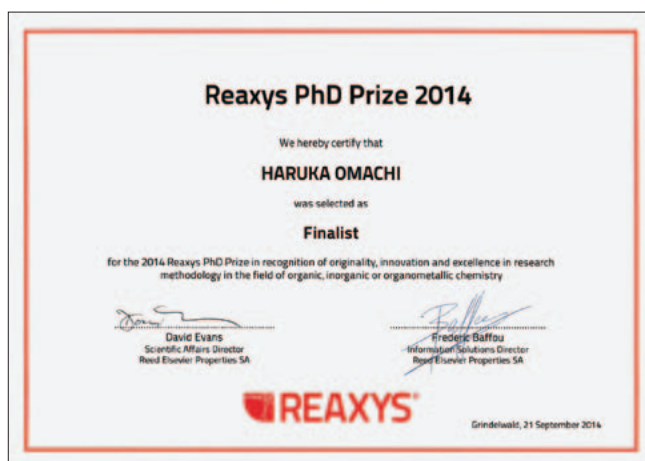 Reaxys PhD Prize 2014
We hereby certify that
HARUKA OMACHI
was selected as
Finalist
for the 2014 Reaxys PhD Prize in recognition of originality, innovation and excellence in research
methodology in the field of organic, inorganic or organometallic chemistry
David Evans
Scientific Affairs Director
Reed Elsevier Properties SA
Frederic Baffou
Information Solutions Director
Reed Elsevier Properties SA
REAXYS®
Grindelwald, 21 September 2014